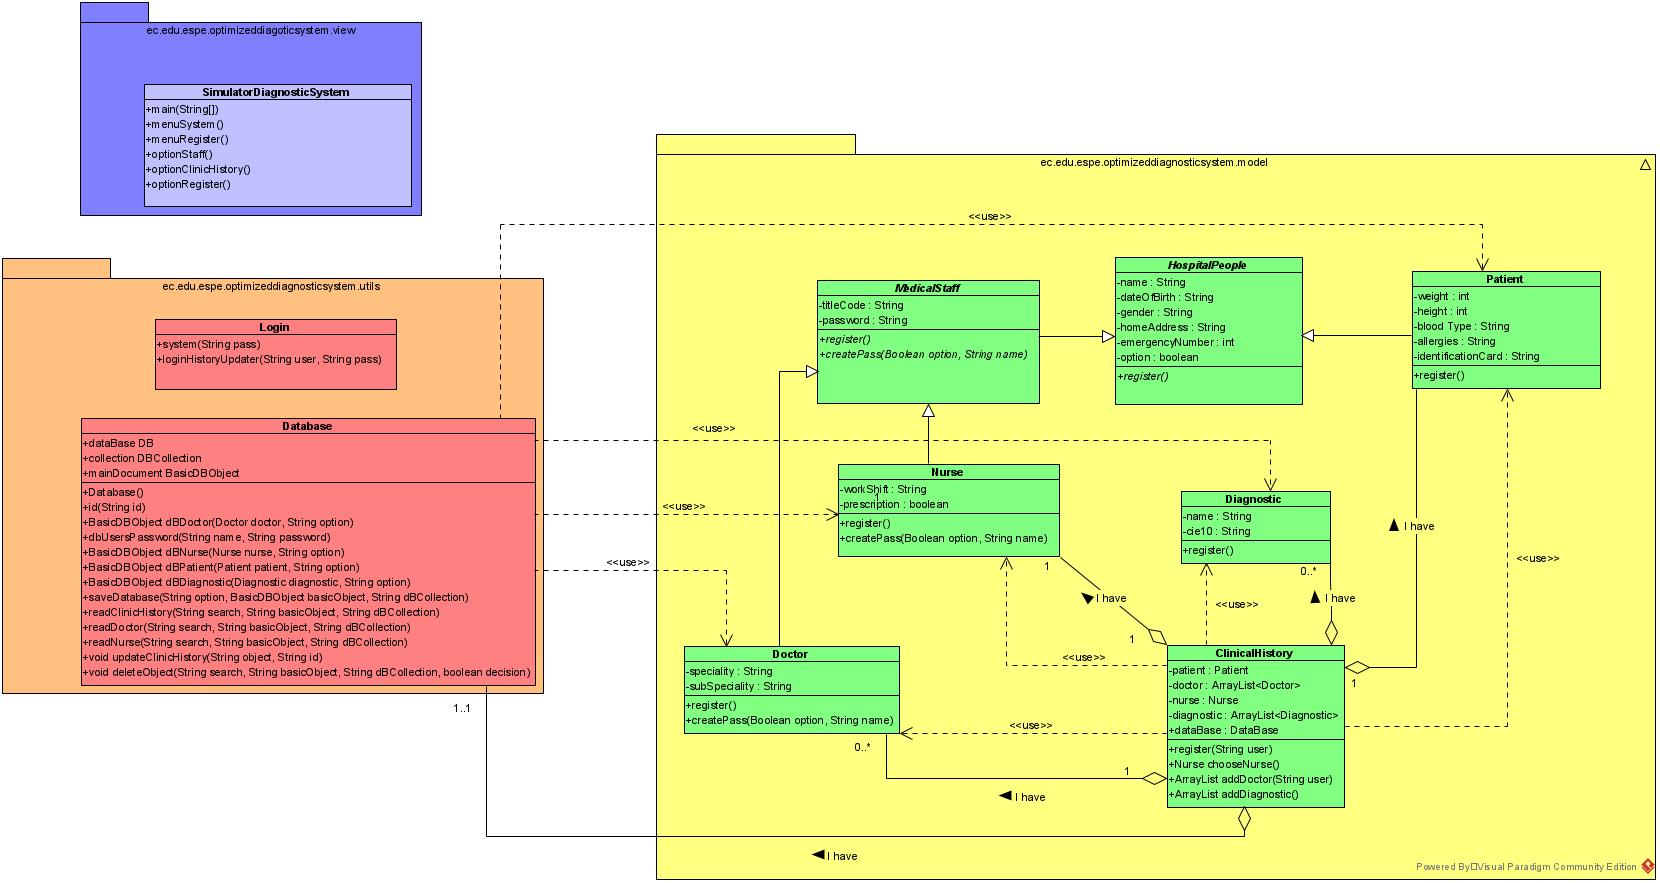 ec.edu.espe.optimizeddiagoticsystem.view
SimulatorDiagnosticSystem
+main(String[])
+menuSystem()
+menuRegister()
+optionStaff()
+optionClinicHistory()
+optionRegister()
ec.edu.espe.optimizeddiagnosticsystem.utils
Login
+system(String pass)
+loginHistoryUpdater(String user, String pass)
Database
+dataBase DB
+collection DBCollection
+mainDocument BasicDBObject
+Database()
+id(String id)
+BasicDBObject dBDoctor(Doctor doctor, String option)
+dbUsersPassword(String name, String password)
+BasicDBObject dBNurse(Nurse nurse, String option)
+BasicDBObject dBPatient(Patient patient, String option)
+BasicDBObject dBDiagnostic(Diagnostic diagnostic, String option)
+saveDatabase(String option, BasicDBObject basicObject, String dBCollection)
+readClinicHistory(String search, String basicObject, String dBCollection)
+readDoctor(String search, String basicObject, String dBCollection)
+readNurse(String search, String basicObject, String dBCollection)
+void updateClinicHistory(String object, String id)
+void deleteObject(String search, String basicObject, String dBCollection, boolean decision)
1..1
ec.edu.espe.optimizeddiagnosticsystem.model
<<use>>
MedicalStaff
-titleCode : String
-password : String
+register()
+createPass(Boolean option, String name)
HospitalPeople
-name : String
-dateOfBirth : String
-gender : String
-homeAddress : String
-emergencyNumber : int
-option : boolean
+register()
Patient
-weight : int
-height : int
-blood Type : String
-allergies : String
-identificationCard : String
+register()
<<use>>
Nurse
-workShift : String
1
-prescription : boolean
+register()
+createPass(Boolean option, String name)
<<use>>
Diagnostic
-name : String
-cie10 : String
+register()
I have
<<use>>
<<use>>
1
I have
0..*
I have
<<use>>
1
<<use>>
Doctor
-speciality : String
-subSpeciality : String
+register()
+createPass(Boolean option, String name)
ClinicalHistory
-patient : Patient
-doctor : ArrayList<Doctor>
-nurse : Nurse
-diagnostic : ArrayList<Diagnostic>
+dataBase : DataBase
+register(String user)
+Nurse chooseNurse()
+ArrayList addDoctor(String user)
+ArrayList addDiagnostic()
1
<<use>>
0..*
1
I have
I have
Powered By Visual Paradigm Community Edition